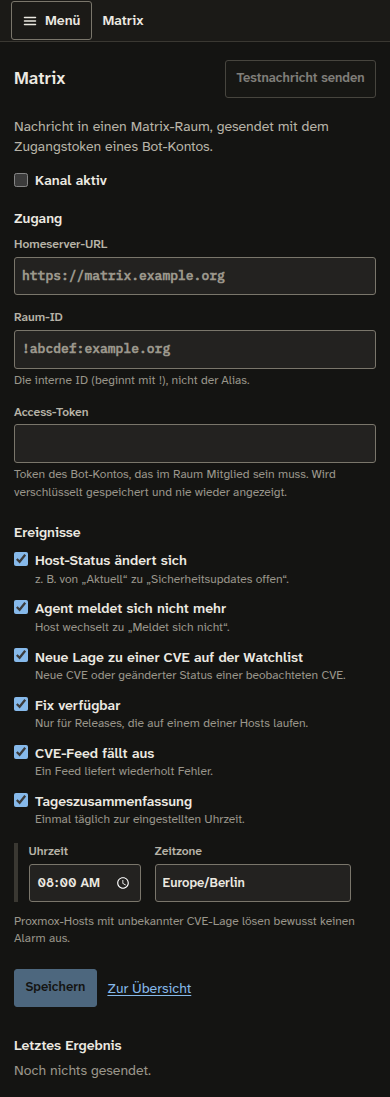 Menü Matrix
Matrix
Testnachricht senden
Nachricht in einen Matrix-Raum, gesendet mit dem
Zugangstoken eines Bot-Kontos.
Kanal aktiv
Zugang
Homeserver-URL
https://matrix.example.org
Raum-ID
!abcdef:example.org
Die interne ID (beginnt mit !), nicht der Alias.
Access-Token
Token des Bot-Kontos, das im Raum Mitglied sein muss. Wird
verschlüsselt gespeichert und nie wieder angezeigt.
Ereignisse
Host-Status ändert sich
z. B. von „Aktuell“ zu „Sicherheitsupdates offen“.
Agent meldet sich nicht mehr
Host wechselt zu „Meldet sich nicht“.
Neue Lage zu einer CVE auf der Watchlist
Neue CVE oder geänderter Status einer beobachteten CVE.
Fix verfügbar
Nur für Releases, die auf einem deiner Hosts laufen.
CVE-Feed fällt aus
Ein Feed liefert wiederholt Fehler.
Tageszusammenfassung
Einmal täglich zur eingestellten Uhrzeit.
Uhrzeit Zeitzone
08:00 AM Europe/Berlin
Proxmox-Hosts mit unbekannter CVE-Lage lösen bewusst keinen
Alarm aus.
Speichern Zur Übersicht
Letztes Ergebnis
Noch nichts gesendet.